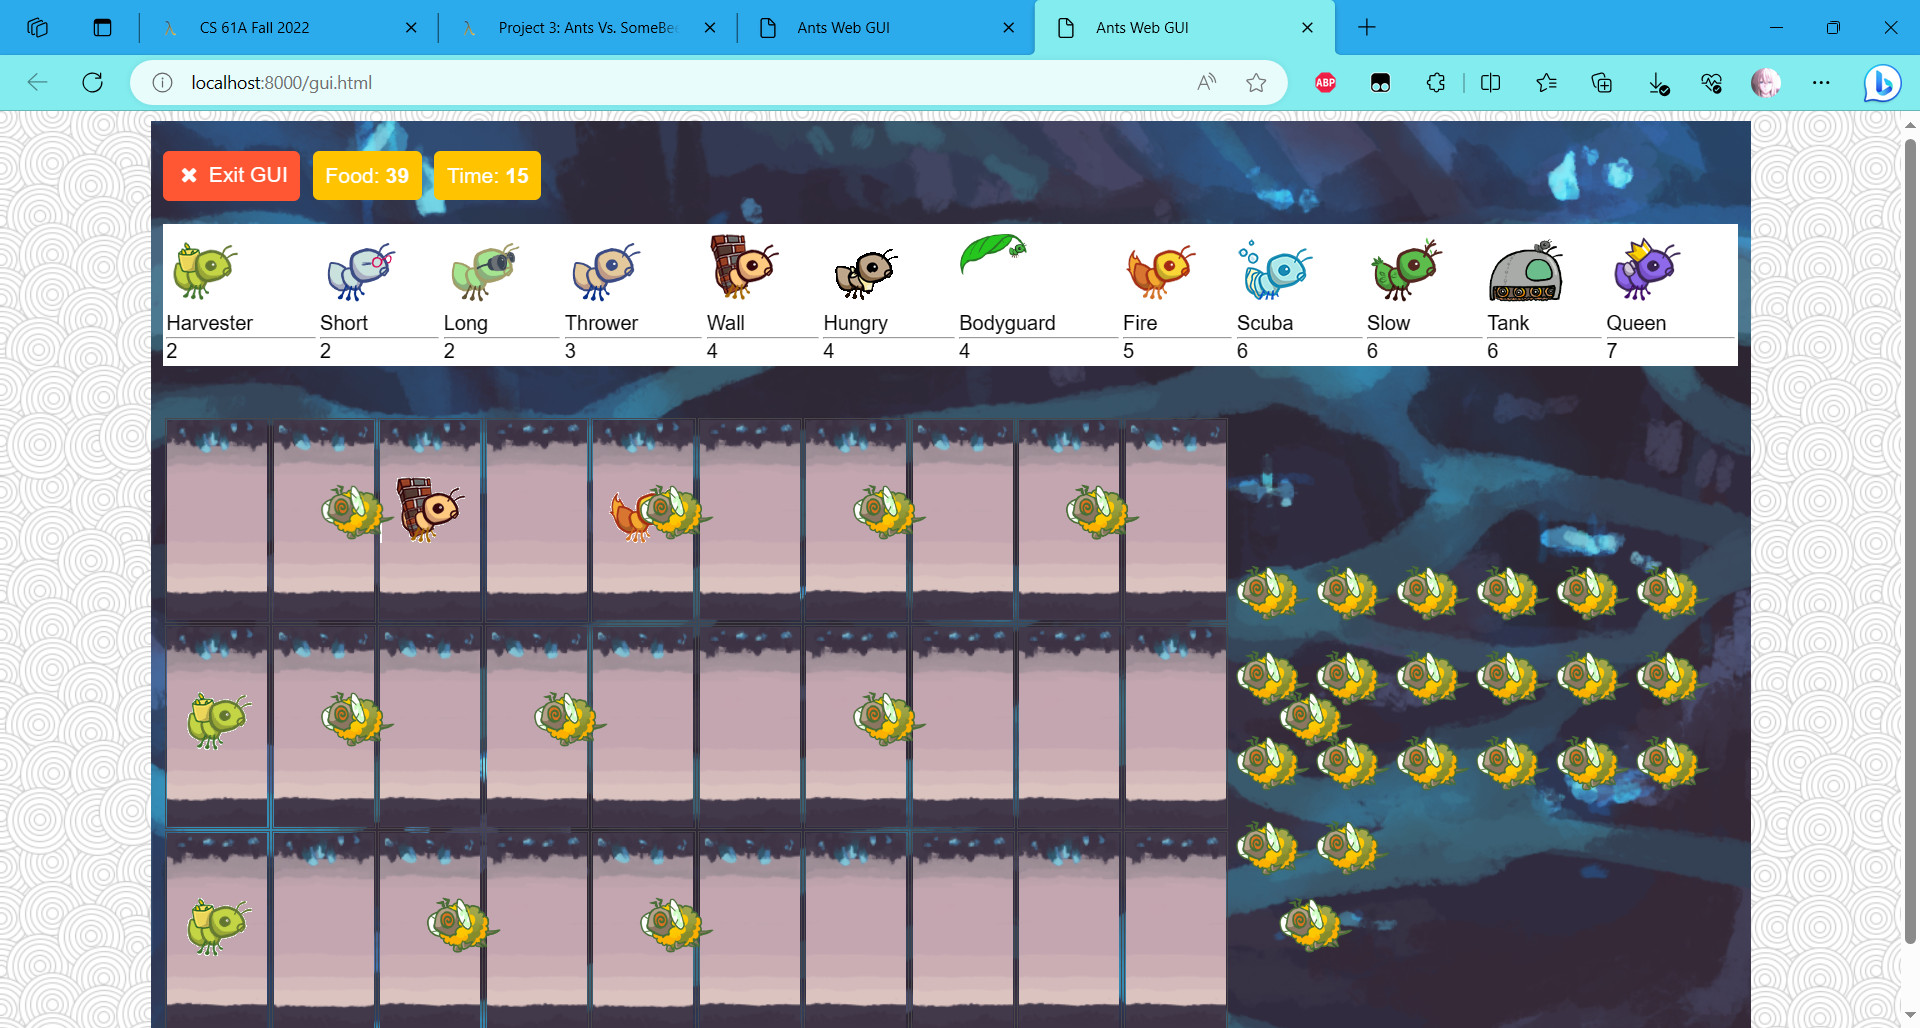 CS 61A Fall 2022
Project 3: Ants Vs. SomeBee
Ants Web GUI
Ants Web GUI
localhost:8000/gui.html
ABP
✖ Exit GUI
Food: 39
Time: 15
Harvester Short Long Thrower Wall Hungry Bodyguard Fire Scuba Slow Tank Queen
2 2 2 3 4 4 4 5 6 6 6 7